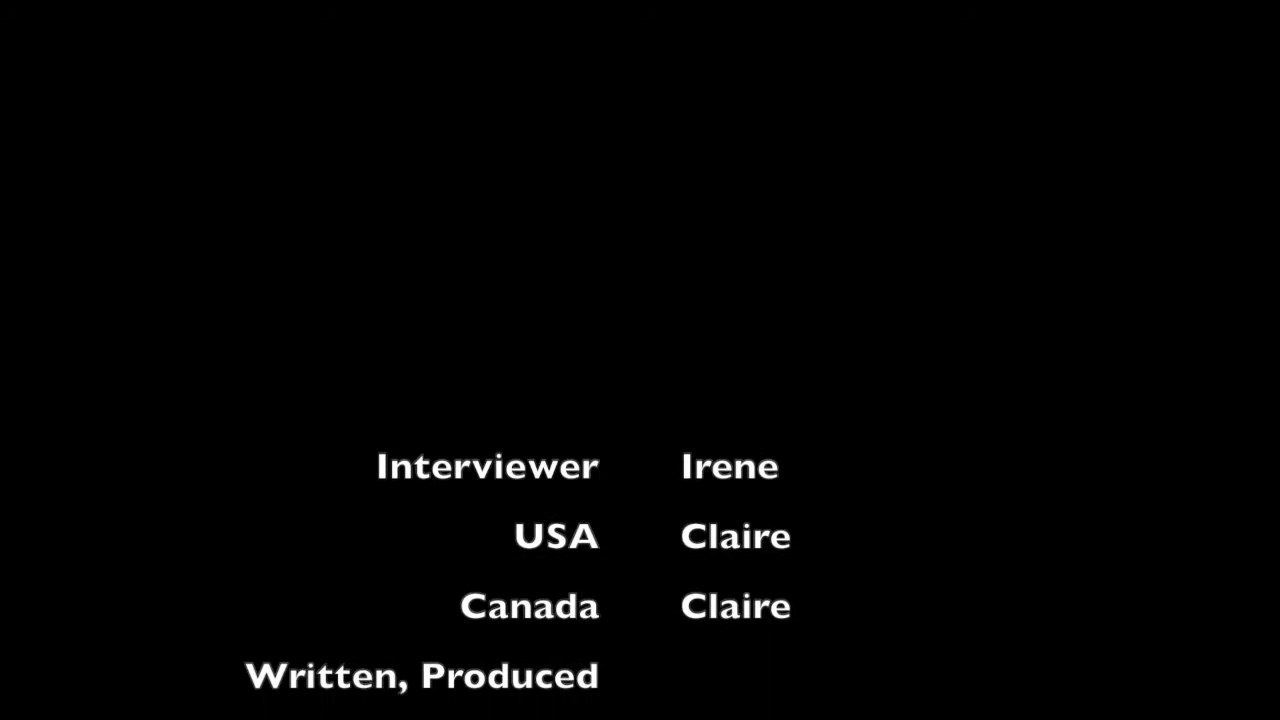 Interviewer Irene
USA Claire
Canada Claire
Written, Produced